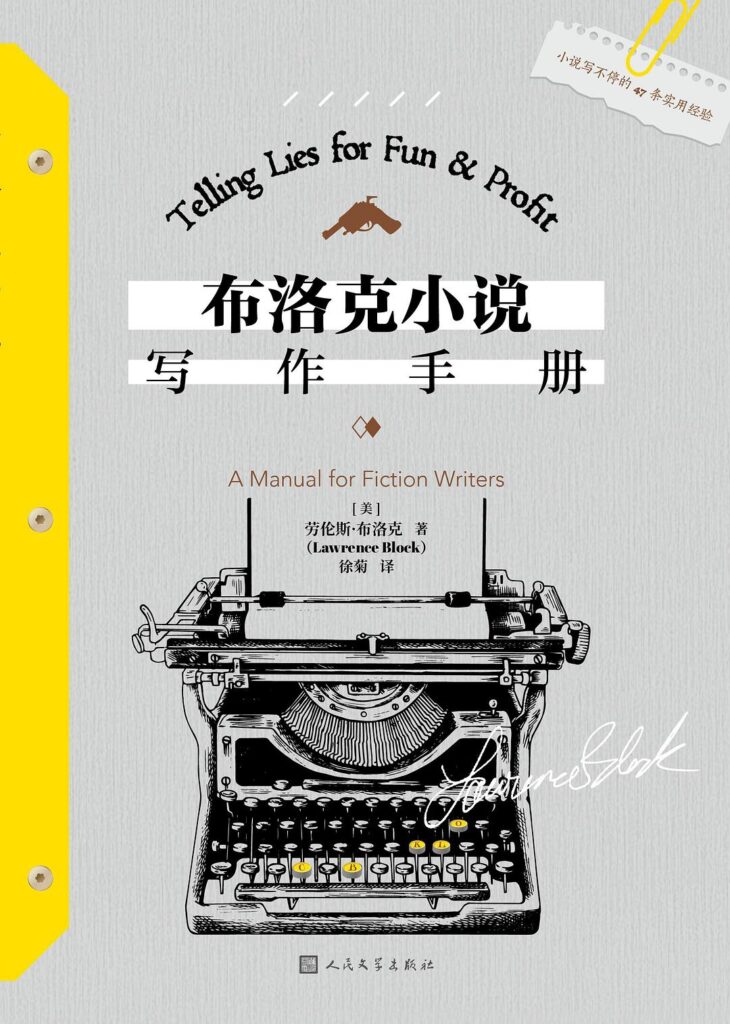 小说写不停的 47 条实用经验
Telling Lies for Fun & Profit
布洛克小说
写作手册
A Manual for Fiction Writers
[美]
劳伦斯·布洛克 著
(Lawrence Block)
徐菊 译
Lawrence Block
O
K L
C B
人民文学出版社